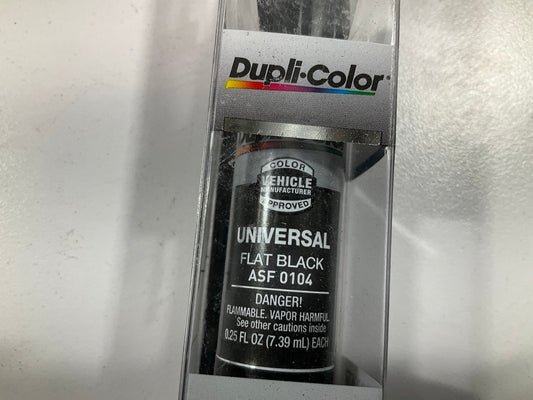 Dupli-Color
COLOR
VEHICLE
MANUFACTURER
APPROVED
UNIVERSAL
FLAT BLACK
ASF 0104
DANGER!
FLAMMABLE. VAPOR HARMFUL.
See other cautions inside
0.25 FL OZ (7.39 mL) EACH